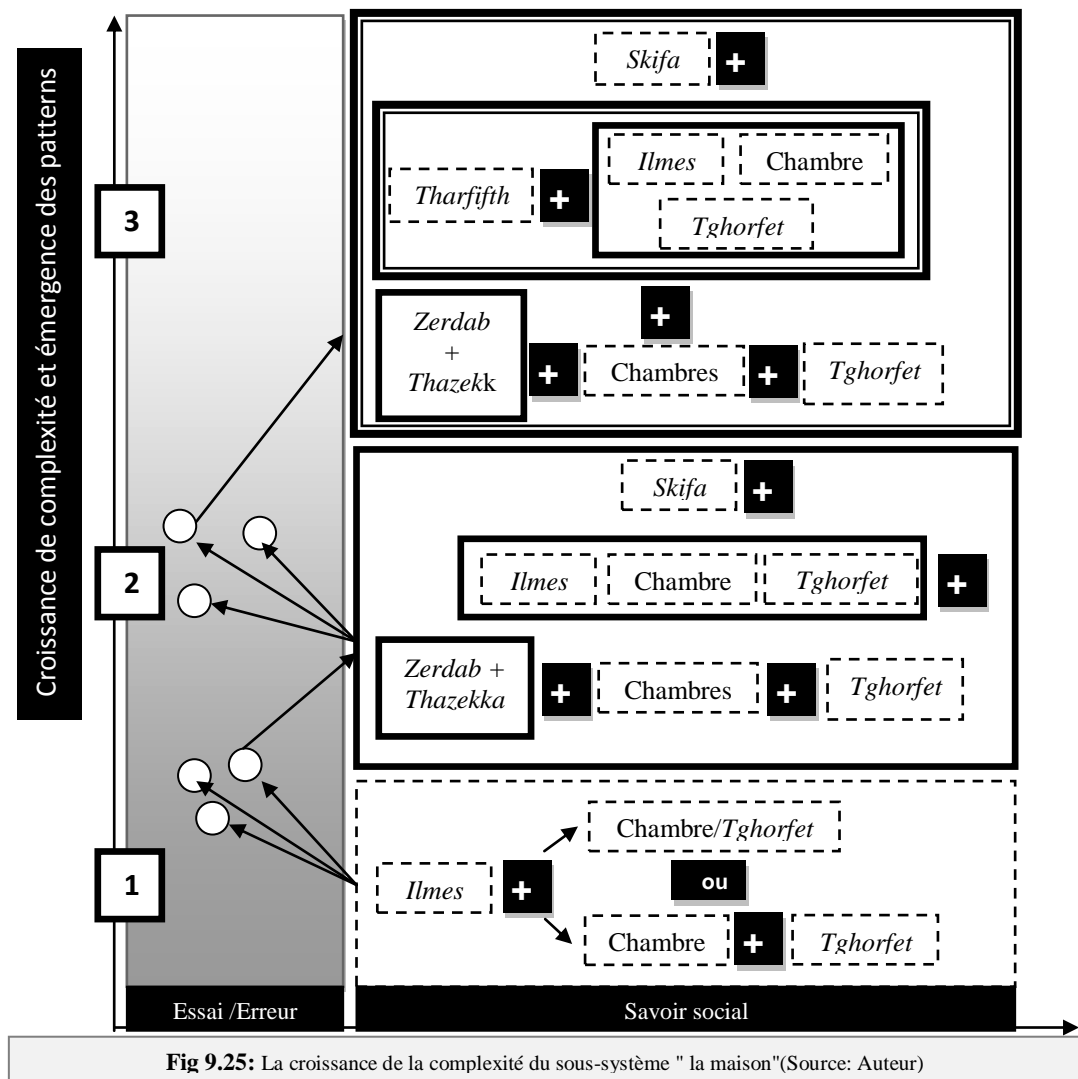 Croissance de complexité et émergence des patterns
3
Skifa +
Tharfifth +
Ilmes Chambre
Tghorfet
+
Zerdab
+
Thazekk
+ Chambres + Tghorfet
2
Skifa +
Ilmes Chambre Tghorfet +
Zerdab +
Thazekka
+ Chambres + Tghorfet
1
Ilmes +
Chambre/Tghorfet
ou
Chambre + Tghorfet
Essai /Erreur
Savoir social
Fig 9.25: La croissance de la complexité du sous-système " la maison"(Source: Auteur)